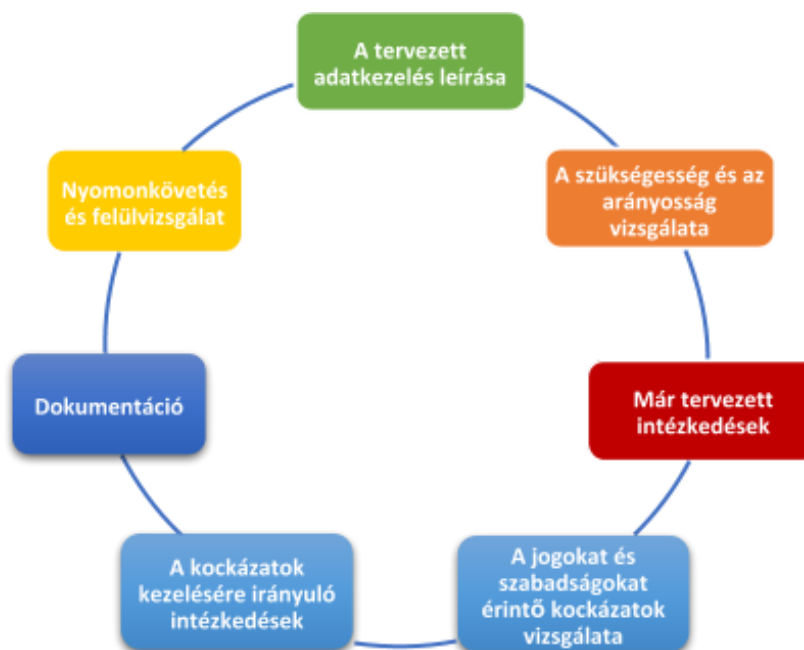 A tervezett
adatkezelés leírása
A szükségesség és az
arányosság
vizsgálata
Már tervezett
intézkedések
A jogokat és
szabadságokat
érintő kockázatok
vizsgálata
A kockázatok
kezelésére irányuló
intézkedések
Dokumentáció
Nyomonkövetés
és felülvizsgálat